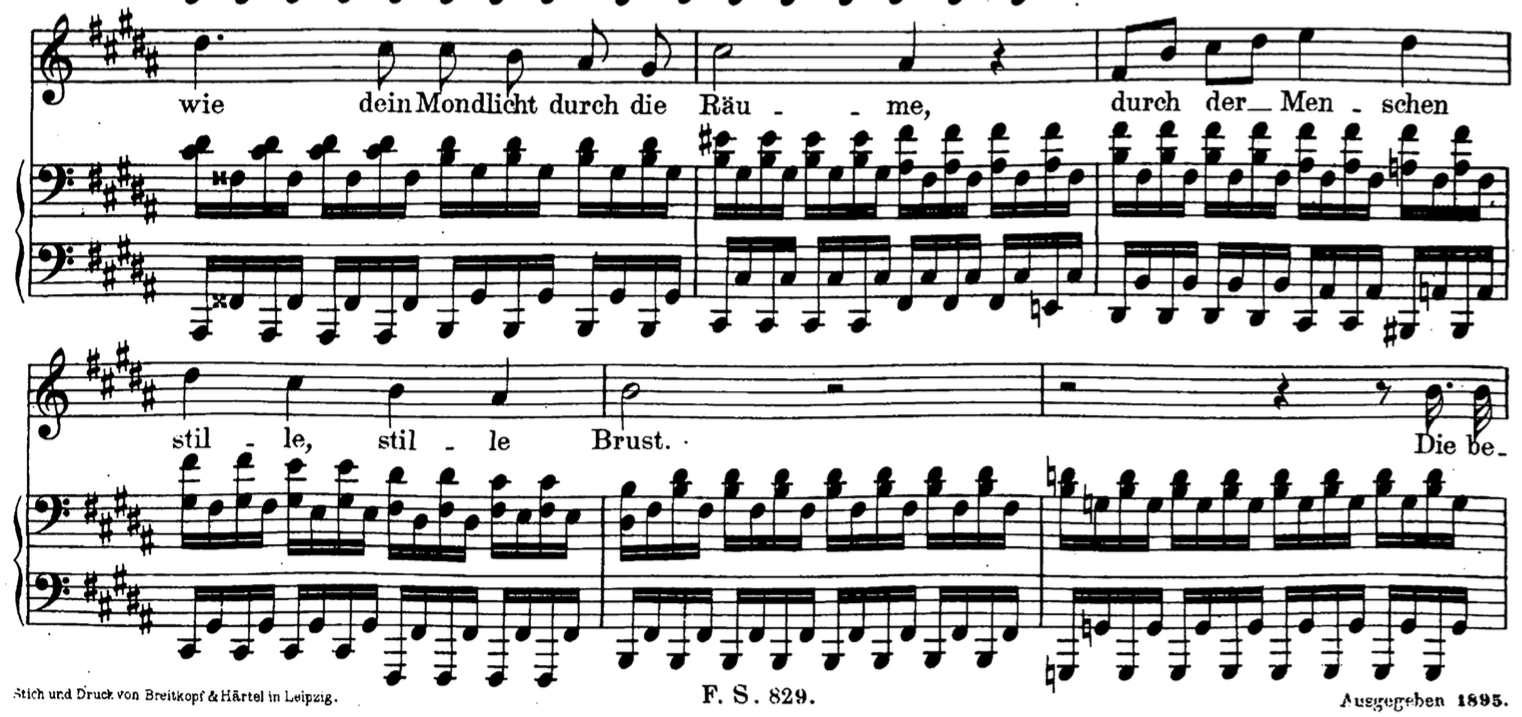 wie dein Mondlicht durch die Räu - - me, durch der_ Men - schen
stil - le, stil - le Brust. Die be-
Stich und Druck von Breitkopf & Härtel in Leipzig. F. S. 829. Ausgegeben 1895.